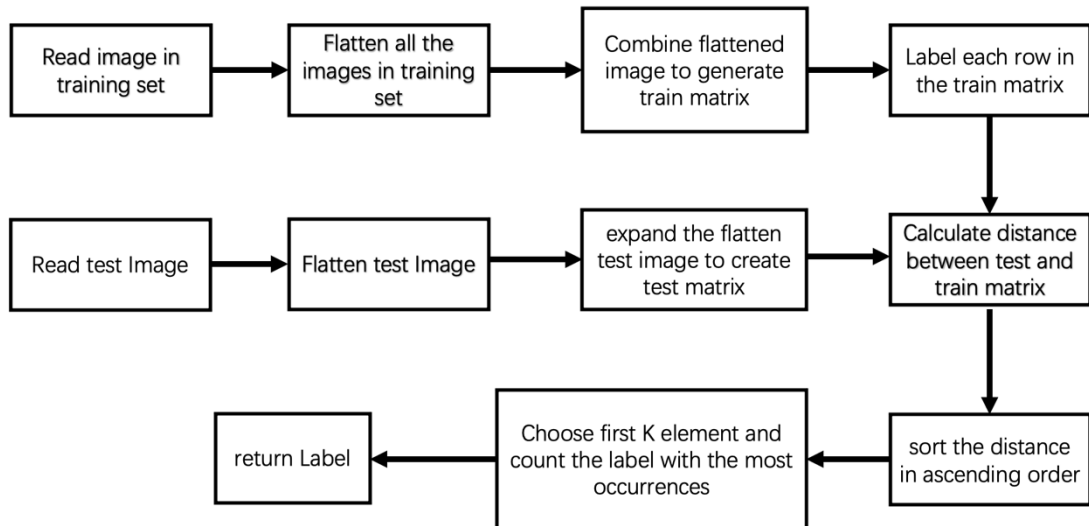 Read image in
training set
Flatten all the
images in training
set
Combine flattened
image to generate
train matrix
Label each row in
the train matrix
Read test Image
Flatten test Image
expand the flatten
test image to create
test matrix
Calculate distance
between test and
train matrix
return Label
Choose first K element and
count the label with the most
occurrences
sort the distance
in ascending order